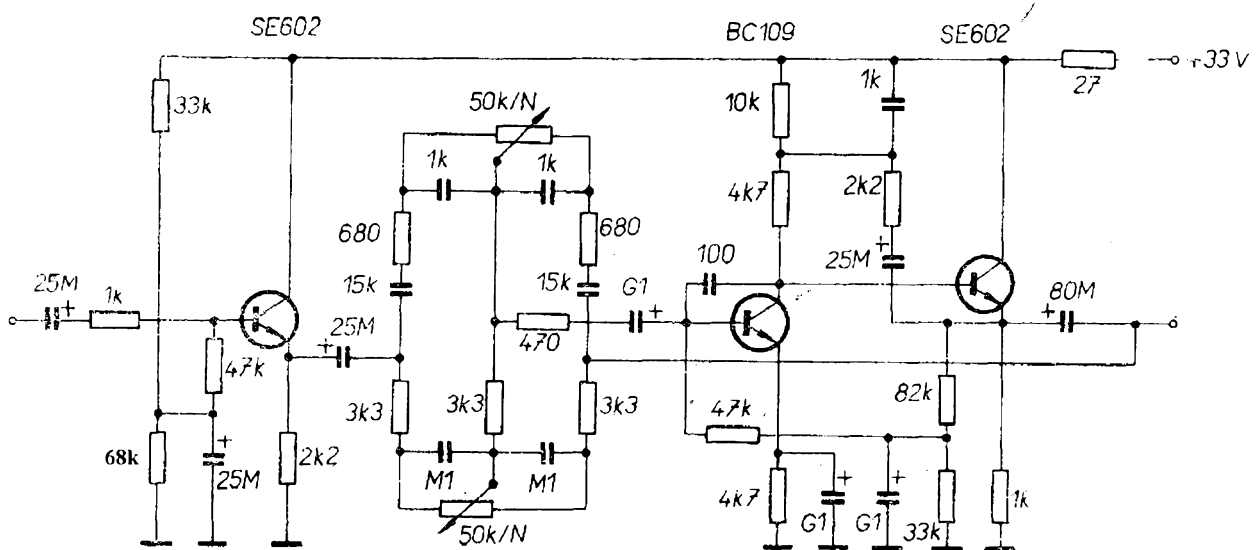 SE602
BC109
SE602
+33V
27
33k
50k/N
10k
1k
1k
1k
4k7
2k2
680
680
100
25M
+
15k
15k
G1
+
25M
+
1k
80M
+
25M
+
470
47k
82k
3k3
3k3
3k3
47k
68k
+
25M
2k2
M1
M1
4k7
+
G1
+
G1
33k
1k
50k/N